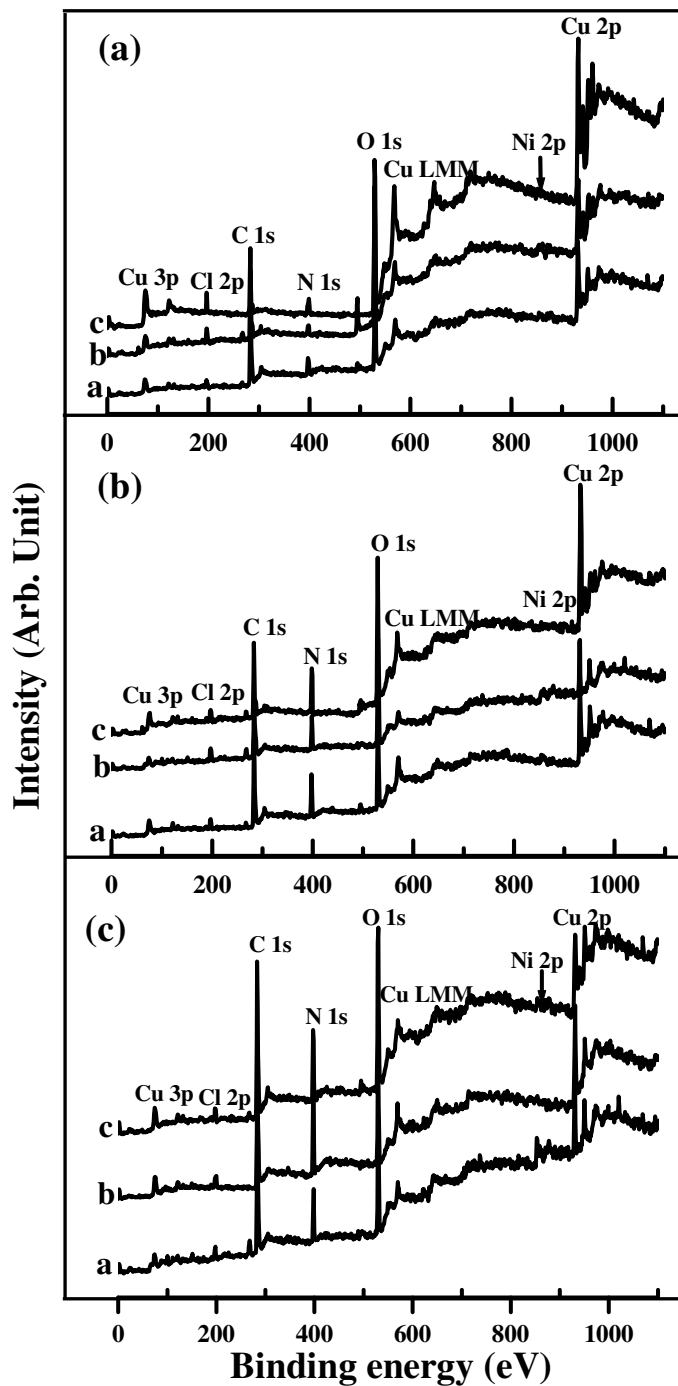 (a)
Cu 2p
O 1s
Ni 2p
Cu LMM
C 1s
Cu 3p
Cl 2p
N 1s
c
b
a
0 200 400 600 800 1000
(b)
Cu 2p
O 1s
Cu LMM
Ni 2p
C 1s
N 1s
Cu 3p
Cl 2p
c
b
a
0 200 400 600 800 1000
(c)
O 1s
Cu 2p
C 1s
Ni 2p
Cu LMM
N 1s
Cu 3p
Cl 2p
c
b
a
0 200 400 600 800 1000
Intensity (Arb. Unit)
Binding energy (eV)